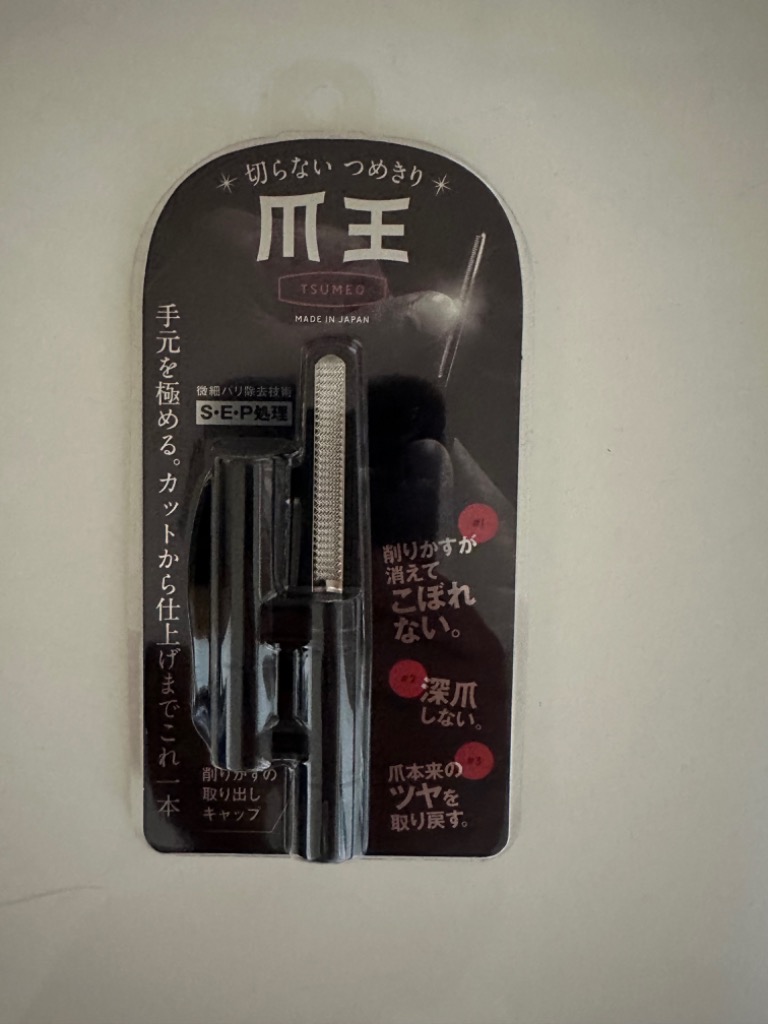 切らない つめきり
爪王
TSUMEO
MADE IN JAPAN
手元を極める。カットから仕上げまでこれ一本
微細バリ除去技術
S・E・P処理
#1
削りかすが
消えて
こぼれ
ない。
#2
深爪
しない。
#3
爪本来の
ツヤを
取り戻す。
削りかすの
取り出し
キャップ